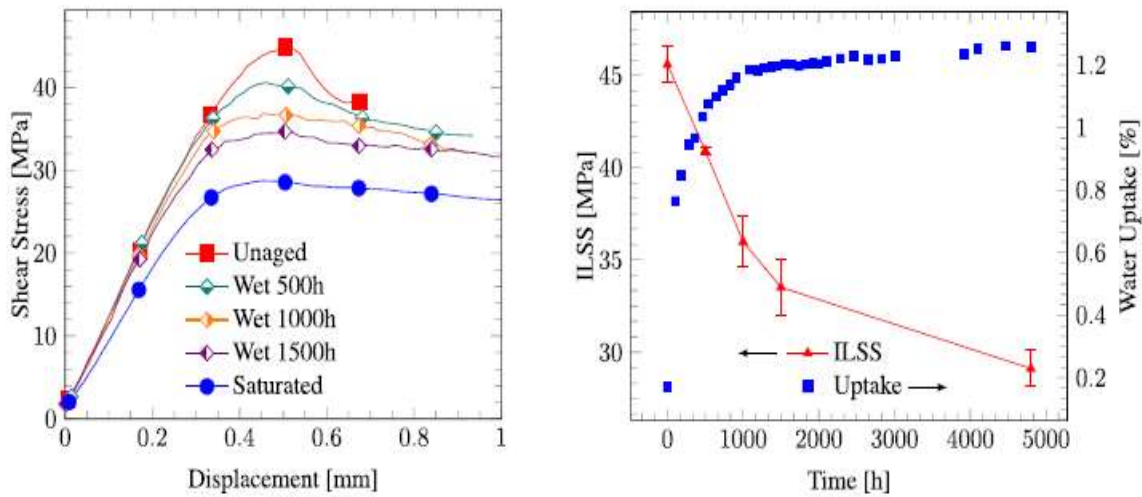 Shear Stress [MPa]
40
30
20
10
0
0
0.2
0.4
0.6
0.8
1
Displacement [mm]
Unaged
Wet 500h
Wet 1000h
Wet 1500h
Saturated
ILSS [MPa]
45
40
35
30
0
1000
2000
3000
4000
5000
Time [h]
ILSS
Uptake
1.2
1
0.8
0.6
0.4
0.2
Water Uptake [%]